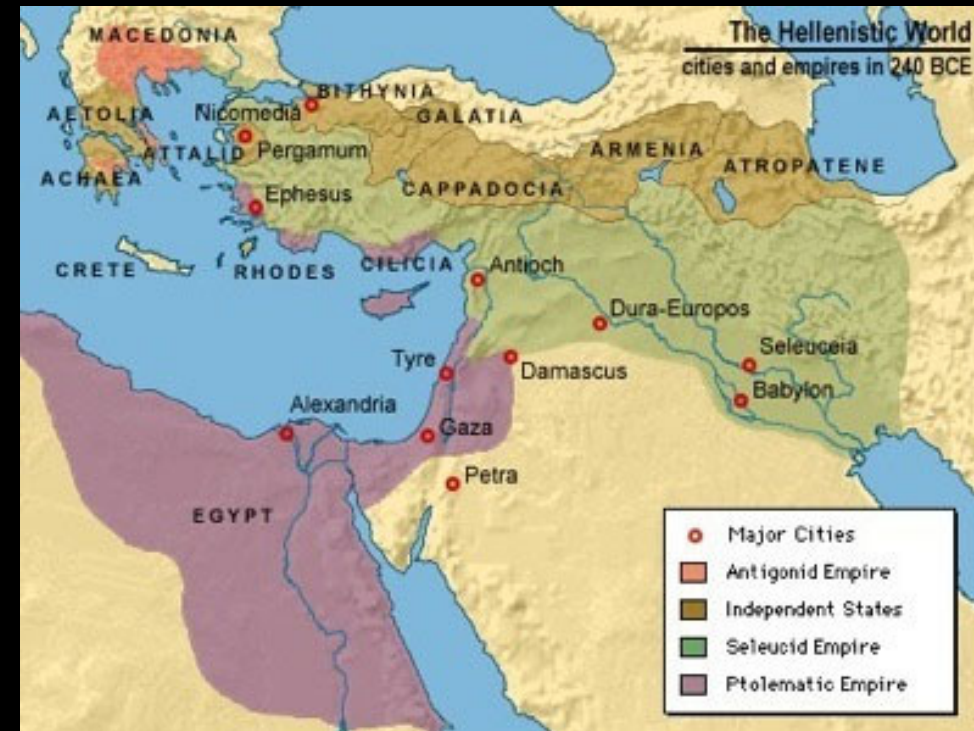 The Hellenistic World
cities and empires in 240 BCE
MACEDONIA
BITHYNIA
Nicomedia
GALATIA
AETOLIA
ATTALID
Pergamum
ARMENIA
ATROPATENE
ACHAEA
CAPPADOCIA
Ephesus
CRETE
RHODES
CILICIA
Antioch
Dura-Europos
Seleuceia
Tyre
Damascus
Babylon
Alexandria
Gaza
Petra
EGYPT
Major Cities
Antigonid Empire
Independent States
Seleucid Empire
Ptolematic Empire